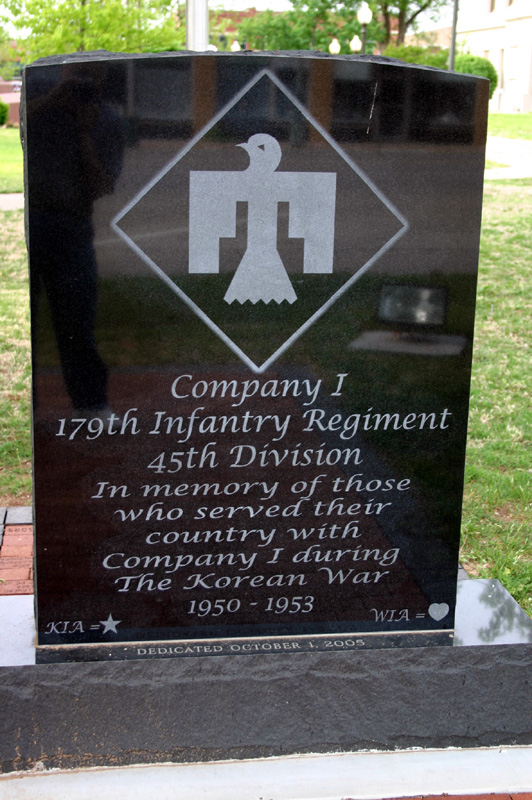 Company I
179th Infantry Regiment
45th Division
In memory of those
who served their
country with
Company I during
The Korean War
1950 - 1953
KIA = WIA =
DEDICATED OCTOBER 1, 2005